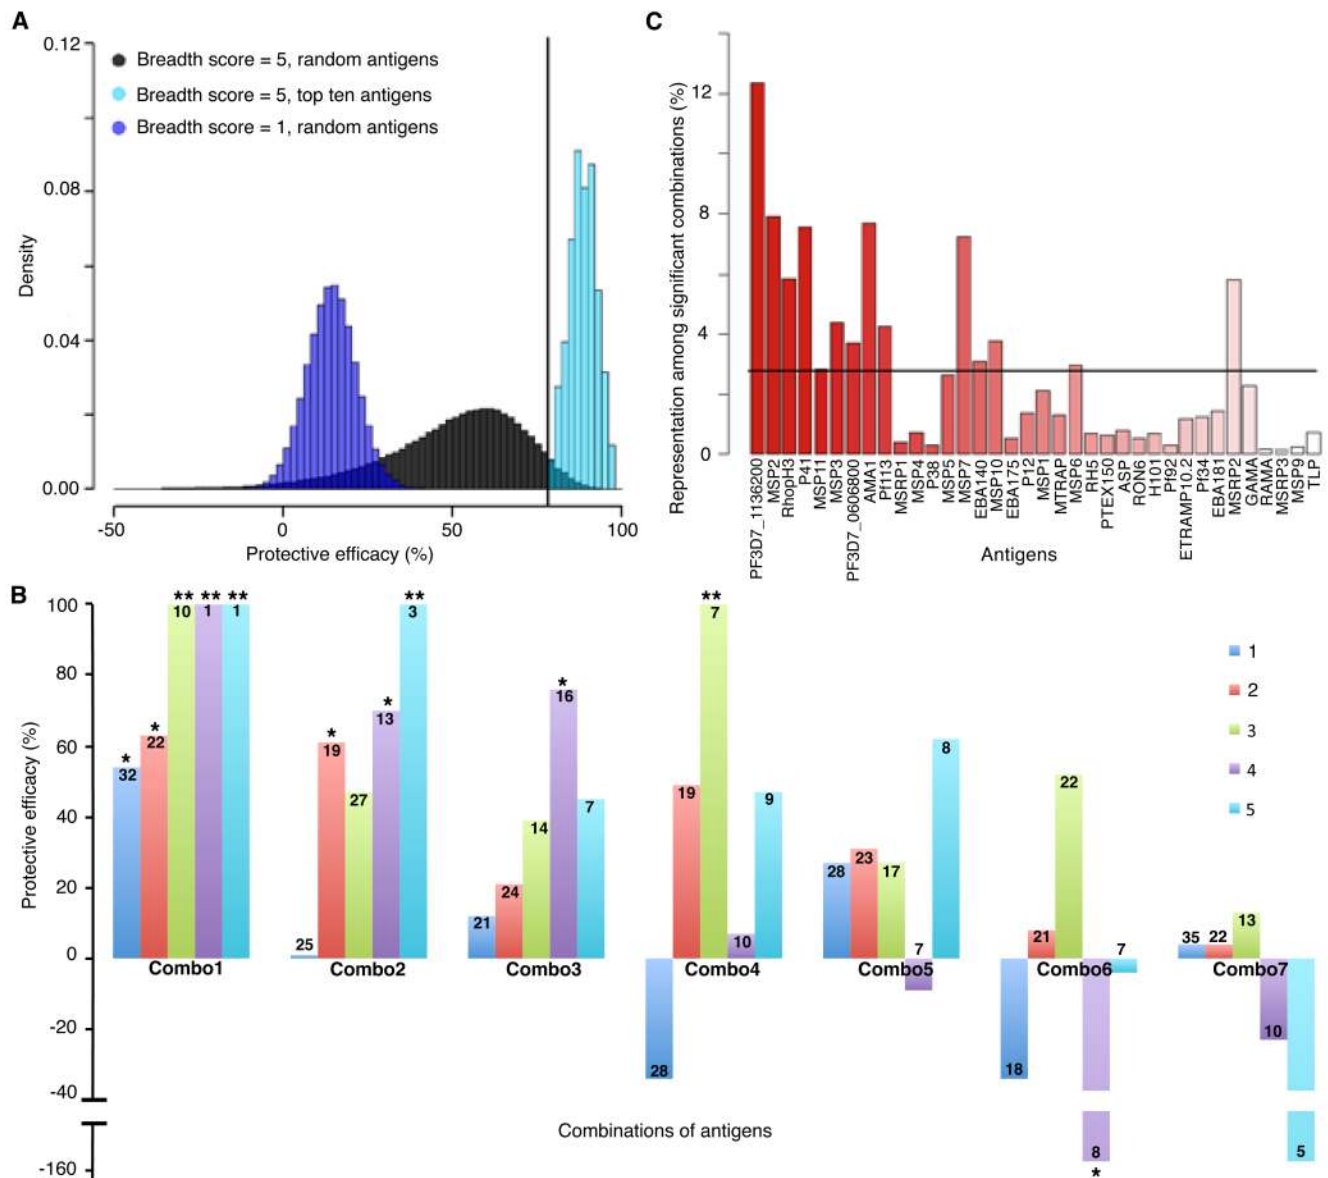 A
0.12
0.08
0.04
0.00
Density
Breadth score = 5, random antigens
Breadth score = 5, top ten antigens
Breadth score = 1, random antigens
-50 0 50 100
Protective efficacy (%)
C
Representation among significant combinations (%)
12
8
4
0
PF3D7_1136200
MSP2
RhopH3
P41
MSP11
MSP3
PF3D7_0606800
AMA1
Pf113
MSRP1
MSP4
P38
MSP5
MSP7
EBA140
MSP10
EBA175
P12
MSP1
MTRAP
MSP6
RH5
PTEX150
ASP
RON6
H101
Pf92
ETRAMP10.2
Pf34
EBA181
MSRP2
GAMA
RAMA
MSRP3
MSP9
TLP
Antigens
B
Protective efficacy (%)
100
80
60
40
20
0
-20
-40
-160
* * ** ** **
32 22 10 1 1
Combo1
* * **
25 19 27 13 3
Combo2
*
21 24 14 16 7
Combo3
**
28 19 7 10 9
Combo4
28 23 17 7 8
Combo5
18 21 22 8 7
*
Combo6
35 22 13 10 5
Combo7
1
2
3
4
5
Combinations of antigens